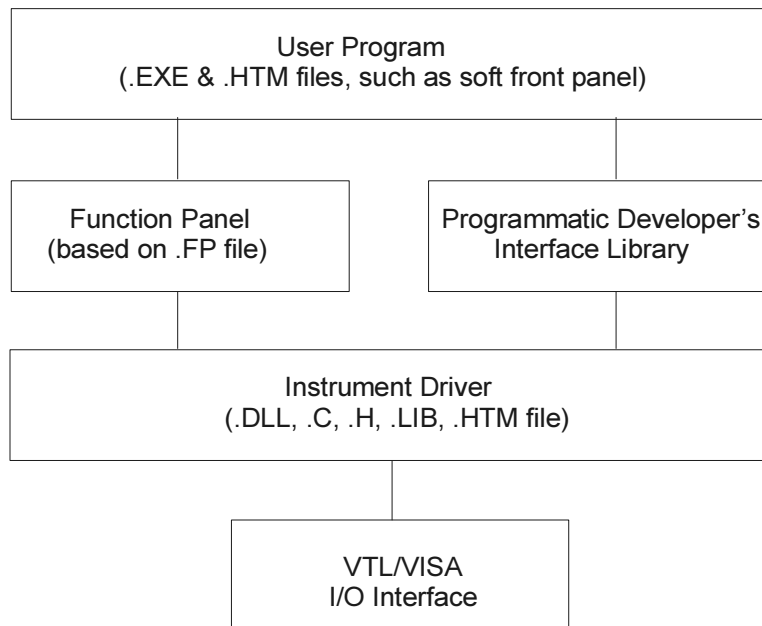 User Program
(.EXE & .HTM files, such as soft front panel)
Function Panel
(based on .FP file)
Programmatic Developer’s
Interface Library
Instrument Driver
(.DLL, .C, .H, .LIB, .HTM file)
VTL/VISA
I/O Interface